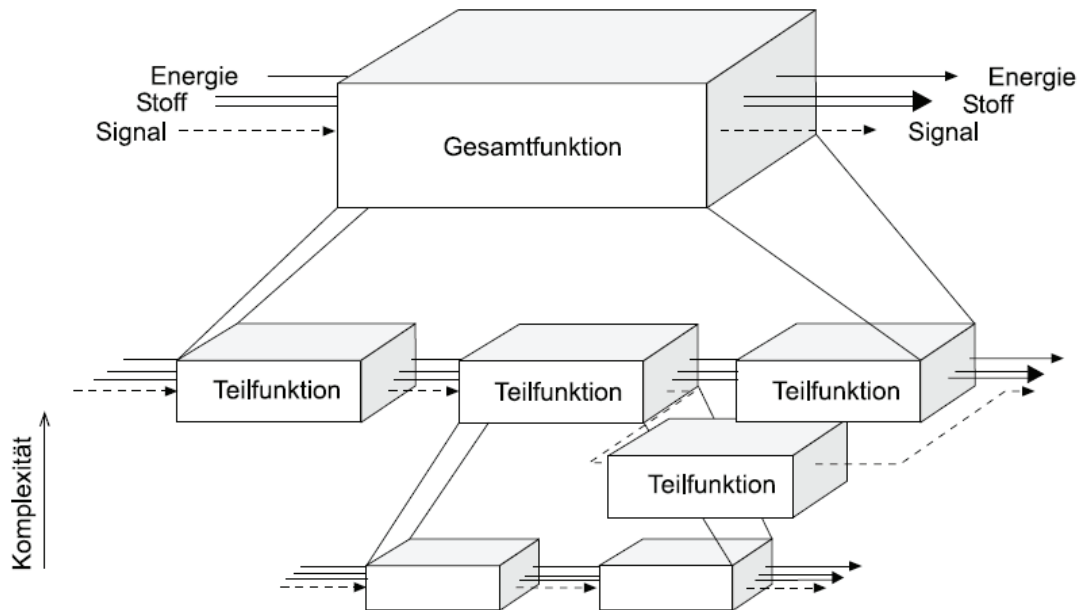 Energie
Stoff
Signal
Gesamtfunktion
Energie
Stoff
Signal
Teilfunktion
Teilfunktion
Teilfunktion
Teilfunktion
Komplexität